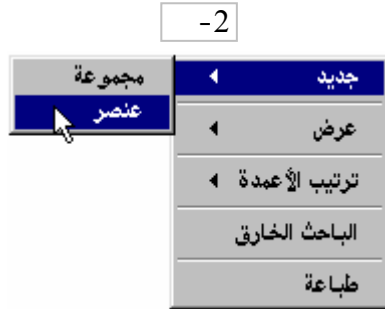 -2
جديد
مجموعة
عنصر
عرض
ترتيب الأعمدة
الباحث الخارق
طباعة